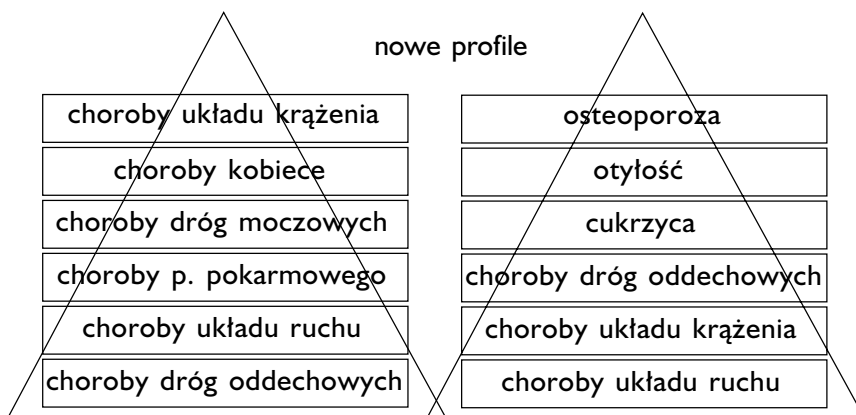 nowe profile
choroby układu krążenia
choroby kobiece
choroby dróg moczowych
choroby p. pokarmowego
choroby układu ruchu
choroby dróg oddechowych
osteoporoza
otyłość
cukrzyca
choroby dróg oddechowych
choroby układu krążenia
choroby układu ruchu